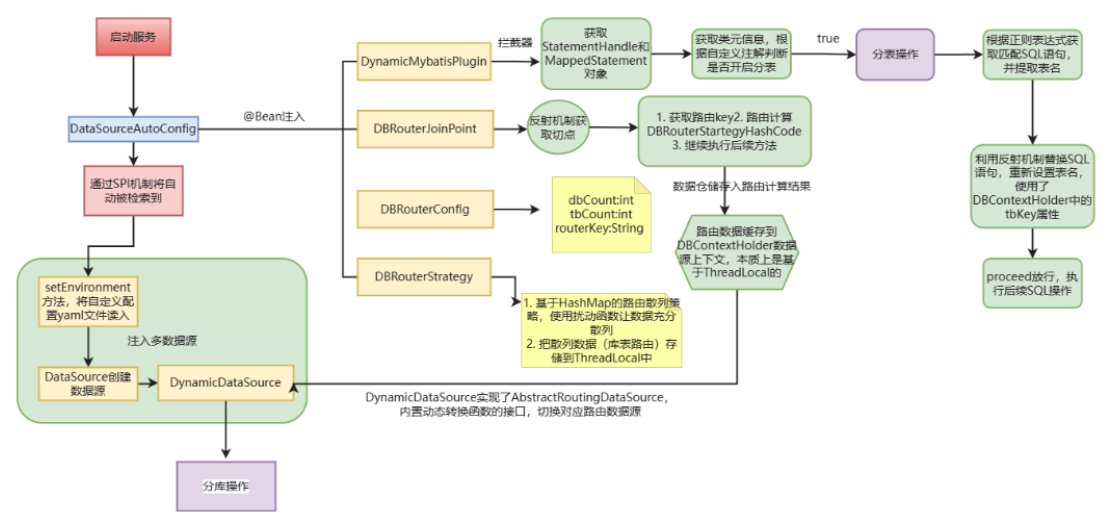 启动服务
DataSourceAutoConfig
通过SPI机制将自
动被检索到
setEnvironment
方法，将自定义配
置yaml文件读入
注入多数据源
DataSource创建
数据源
DynamicDataSource
分库操作
@Bean注入
DynamicMybatisPlugin
拦截器
获取
StatementHandle和
MappedStatement
对象
获取类元信息，根
据自定义注解判断
是否开启分表
true
分表操作
根据正则表达式获
取匹配SQL语句，
并提取表名
利用反射机制替换SQL
语句，重新设置表名，
使用了
DBContextHolder中的
tbKey属性
proceed放行，执
行后续SQL操作
DBRouterJoinPoint
反射机制获
取切点
1. 获取路由key2. 路由计算
DBRouterStartegyHashCode
3. 继续执行后续方法
数据仓储存入路由计算结果
路由数据缓存到
DBContextHolder数据
源上下文，本质上是基
于ThreadLocal的
DBRouterConfig
dbCount:int
tbCount:int
routerKey:String
DBRouterStrategy
1. 基于HashMap的路由散列策
略，使用扰动函数让数据充分
散列
2. 把散列数据（库表路由）存
储到ThreadLocal中
DynamicDataSource实现了AbstractRoutingDataSource，
内置动态转换函数的接口，切换对应路由数据源